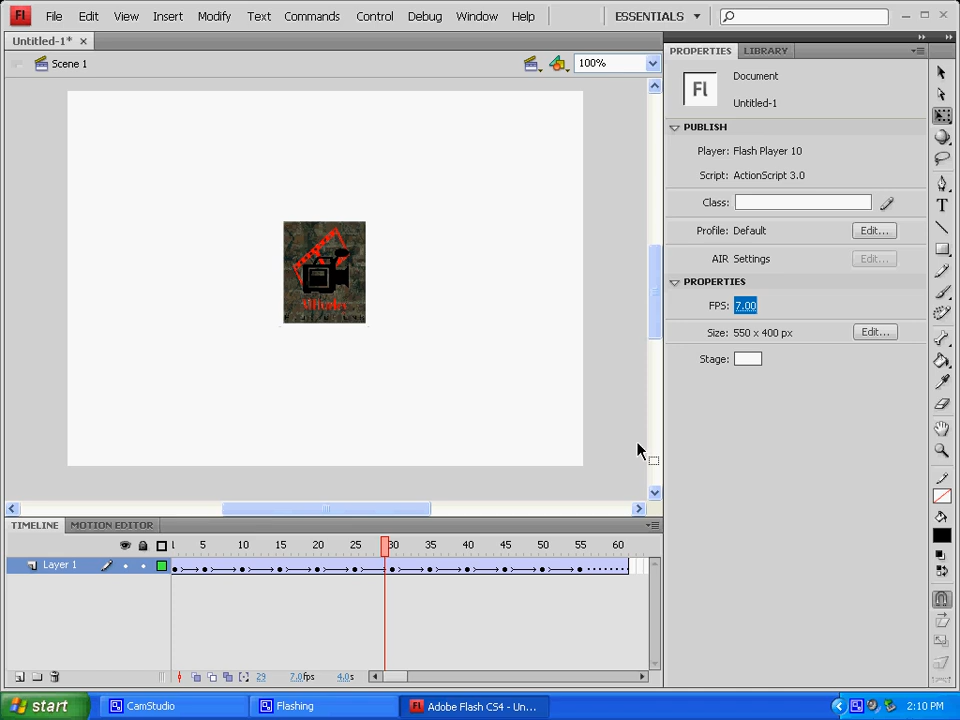 Fl File Edit View Insert Modify Text Commands Control Debug Window Help ESSENTIALS
Untitled-1*
Scene 1 100%
PROPERTIES LIBRARY
Fl Document
Untitled-1
PUBLISH
Player: Flash Player 10
Script: ActionScript 3.0
Class:
Profile: Default Edit...
AIR Settings Edit...
PROPERTIES
FPS: 7.00
Size: 550 x 400 px Edit...
Stage:
TIMELINE MOTION EDITOR
5 10 15 20 25 30 35 40 45 50 55 60
Layer 1
29 7.0fps 4.0s
start CamStudio Flashing Adobe Flash CS4 - Un... 2:10 PM